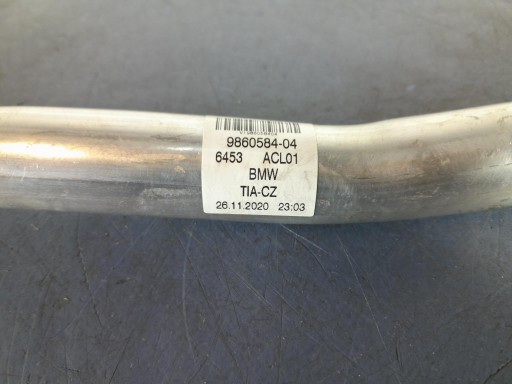 9860584-04
6453 ACL01
BMW
TIA-CZ
26.11.2020 23:03